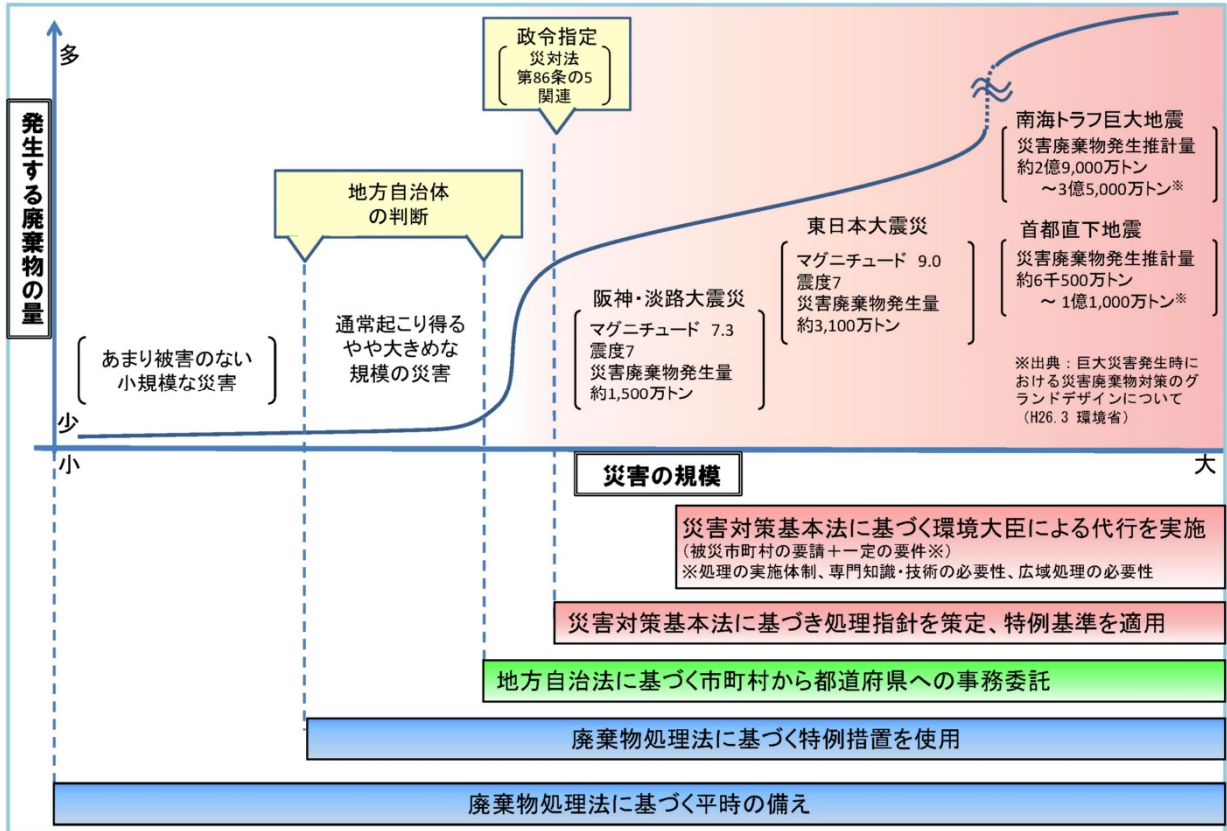 多
発生する廃棄物の量
少
小
政令指定
災対法
第86条の5
関連
地方自治体
の判断
あまり被害のない
小規模な災害
通常起こり得る
やや大きめな
規模の災害
阪神・淡路大震災
マグニチュード 7.3
震度7
災害廃棄物発生量
約1,500万トン
東日本大震災
マグニチュード 9.0
震度7
災害廃棄物発生量
約3,100万トン
南海トラフ巨大地震
災害廃棄物発生推計量
約2億9,000万トン
～3億5,000万トン※
首都直下地震
災害廃棄物発生推計量
約6千500万トン
～ 1億1,000万トン※
※出典：巨大災害発生時に
おける災害廃棄物対策のグ
ランドデザインについて
（H26.3 環境省）
災害の規模
大
災害対策基本法に基づく環境大臣による代行を実施
（被災市町村の要請＋一定の要件※）
※処理の実施体制、専門知識・技術の必要性、広域処理の必要性
災害対策基本法に基づき処理指針を策定、特例基準を適用
地方自治法に基づく市町村から都道府県への事務委託
廃棄物処理法に基づく特例措置を使用
廃棄物処理法に基づく平時の備え